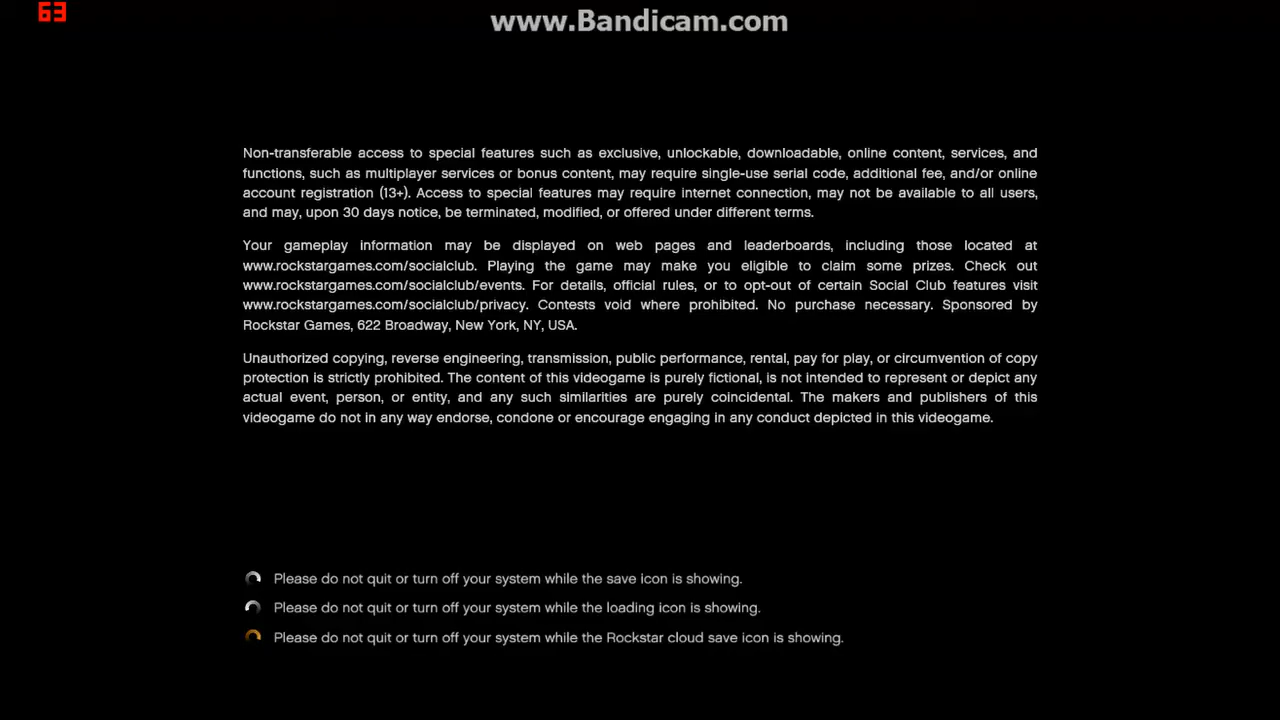 63
www.Bandicam.com
Non-transferable access to special features such as exclusive, unlockable, downloadable, online content, services, and
functions, such as multiplayer services or bonus content, may require single-use serial code, additional fee, and/or online
account registration (13+). Access to special features may require internet connection, may not be available to all users,
and may, upon 30 days notice, be terminated, modified, or offered under different terms.
Your gameplay information may be displayed on web pages and leaderboards, including those located at
www.rockstargames.com/socialclub. Playing the game may make you eligible to claim some prizes. Check out
www.rockstargames.com/socialclub/events. For details, official rules, or to opt-out of certain Social Club features visit
www.rockstargames.com/socialclub/privacy. Contests void where prohibited. No purchase necessary. Sponsored by
Rockstar Games, 622 Broadway, New York, NY, USA.
Unauthorized copying, reverse engineering, transmission, public performance, rental, pay for play, or circumvention of copy
protection is strictly prohibited. The content of this videogame is purely fictional, is not intended to represent or depict any
actual event, person, or entity, and any such similarities are purely coincidental. The makers and publishers of this
videogame do not in any way endorse, condone or encourage engaging in any conduct depicted in this videogame.
Please do not quit or turn off your system while the save icon is showing.
Please do not quit or turn off your system while the loading icon is showing.
Please do not quit or turn off your system while the Rockstar cloud save icon is showing.